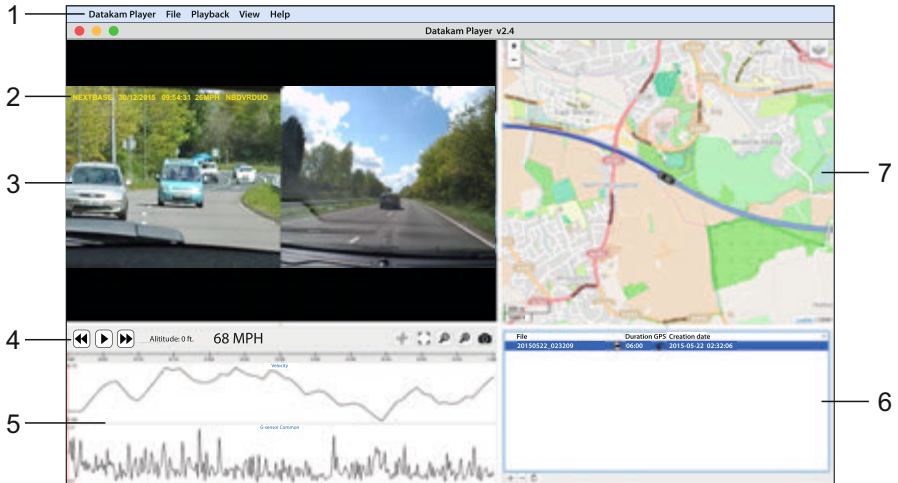 1
Datakam Player File Playback View Help
Datakam Player v2.4
2
NEXTBASE 30/12/2015 09:54:31 26MPH NBDVRDUO
3
7
4
Alititude: 0 ft. 68 MPH
File Duration GPS Creation date
20150522_023209 06:00 2015-05-22 02:32:06
Velocity
5
G-sensor Common
6